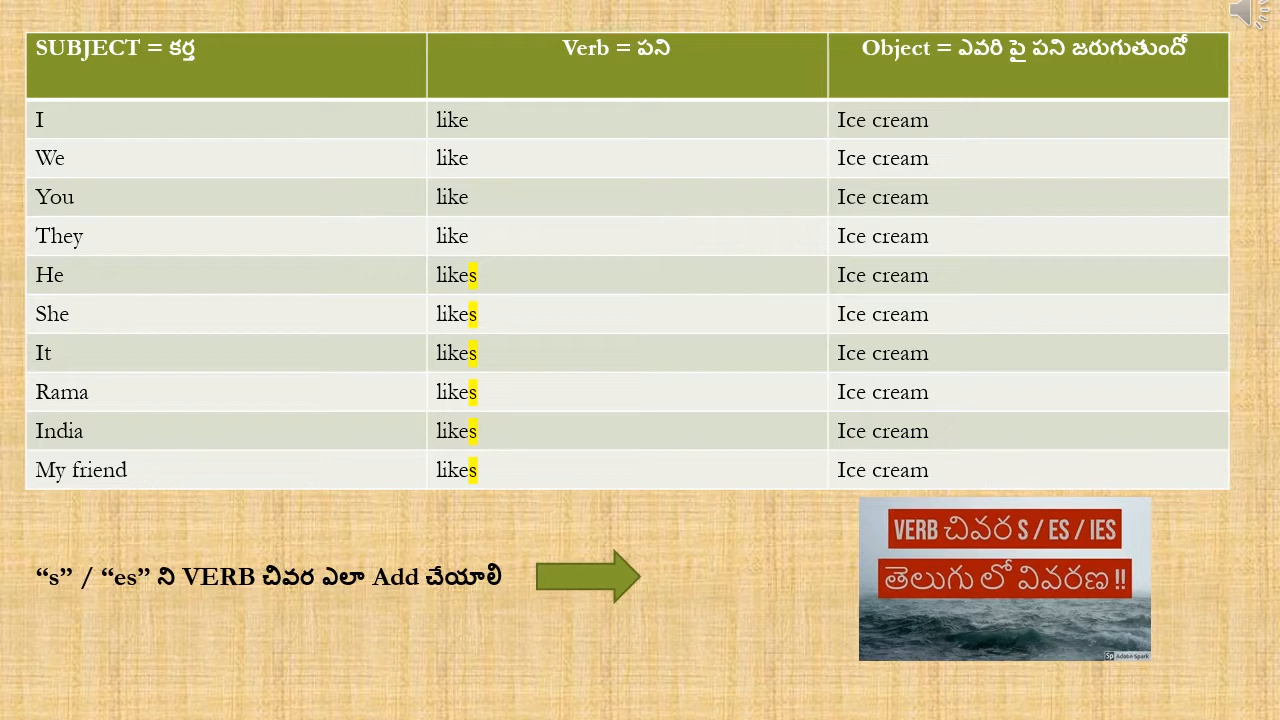 SUBJECT = కర్త Verb = పని Object = ఎవరి పై పని జరుగుతుందో
I like Ice cream
We like Ice cream
You like Ice cream
They like Ice cream
He likes Ice cream
She likes Ice cream
It likes Ice cream
Rama likes Ice cream
India likes Ice cream
My friend likes Ice cream
“s” / “es” ని VERB చివర ఎలా Add చేయాలి
VERB చివర S / ES / IES
తెలుగు లో వివరణ !!
Sp Adobe Spark